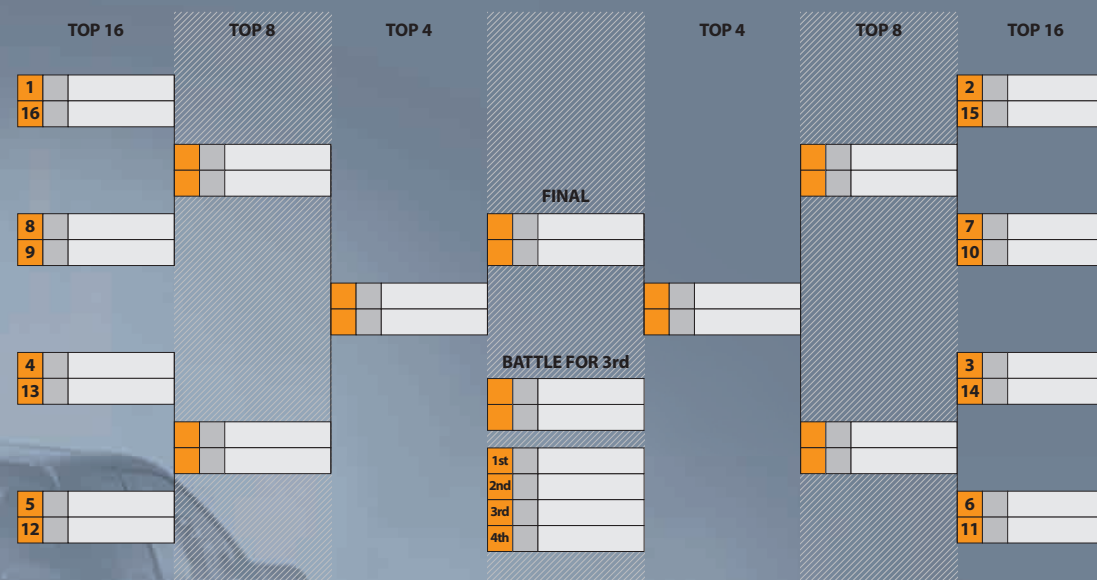 TOP 16
TOP 8
TOP 4
TOP 4
TOP 8
TOP 16
1
16
8
9
4
13
5
12
FINAL
BATTLE FOR 3rd
1st
2nd
3rd
4th
2
15
7
10
3
14
6
11